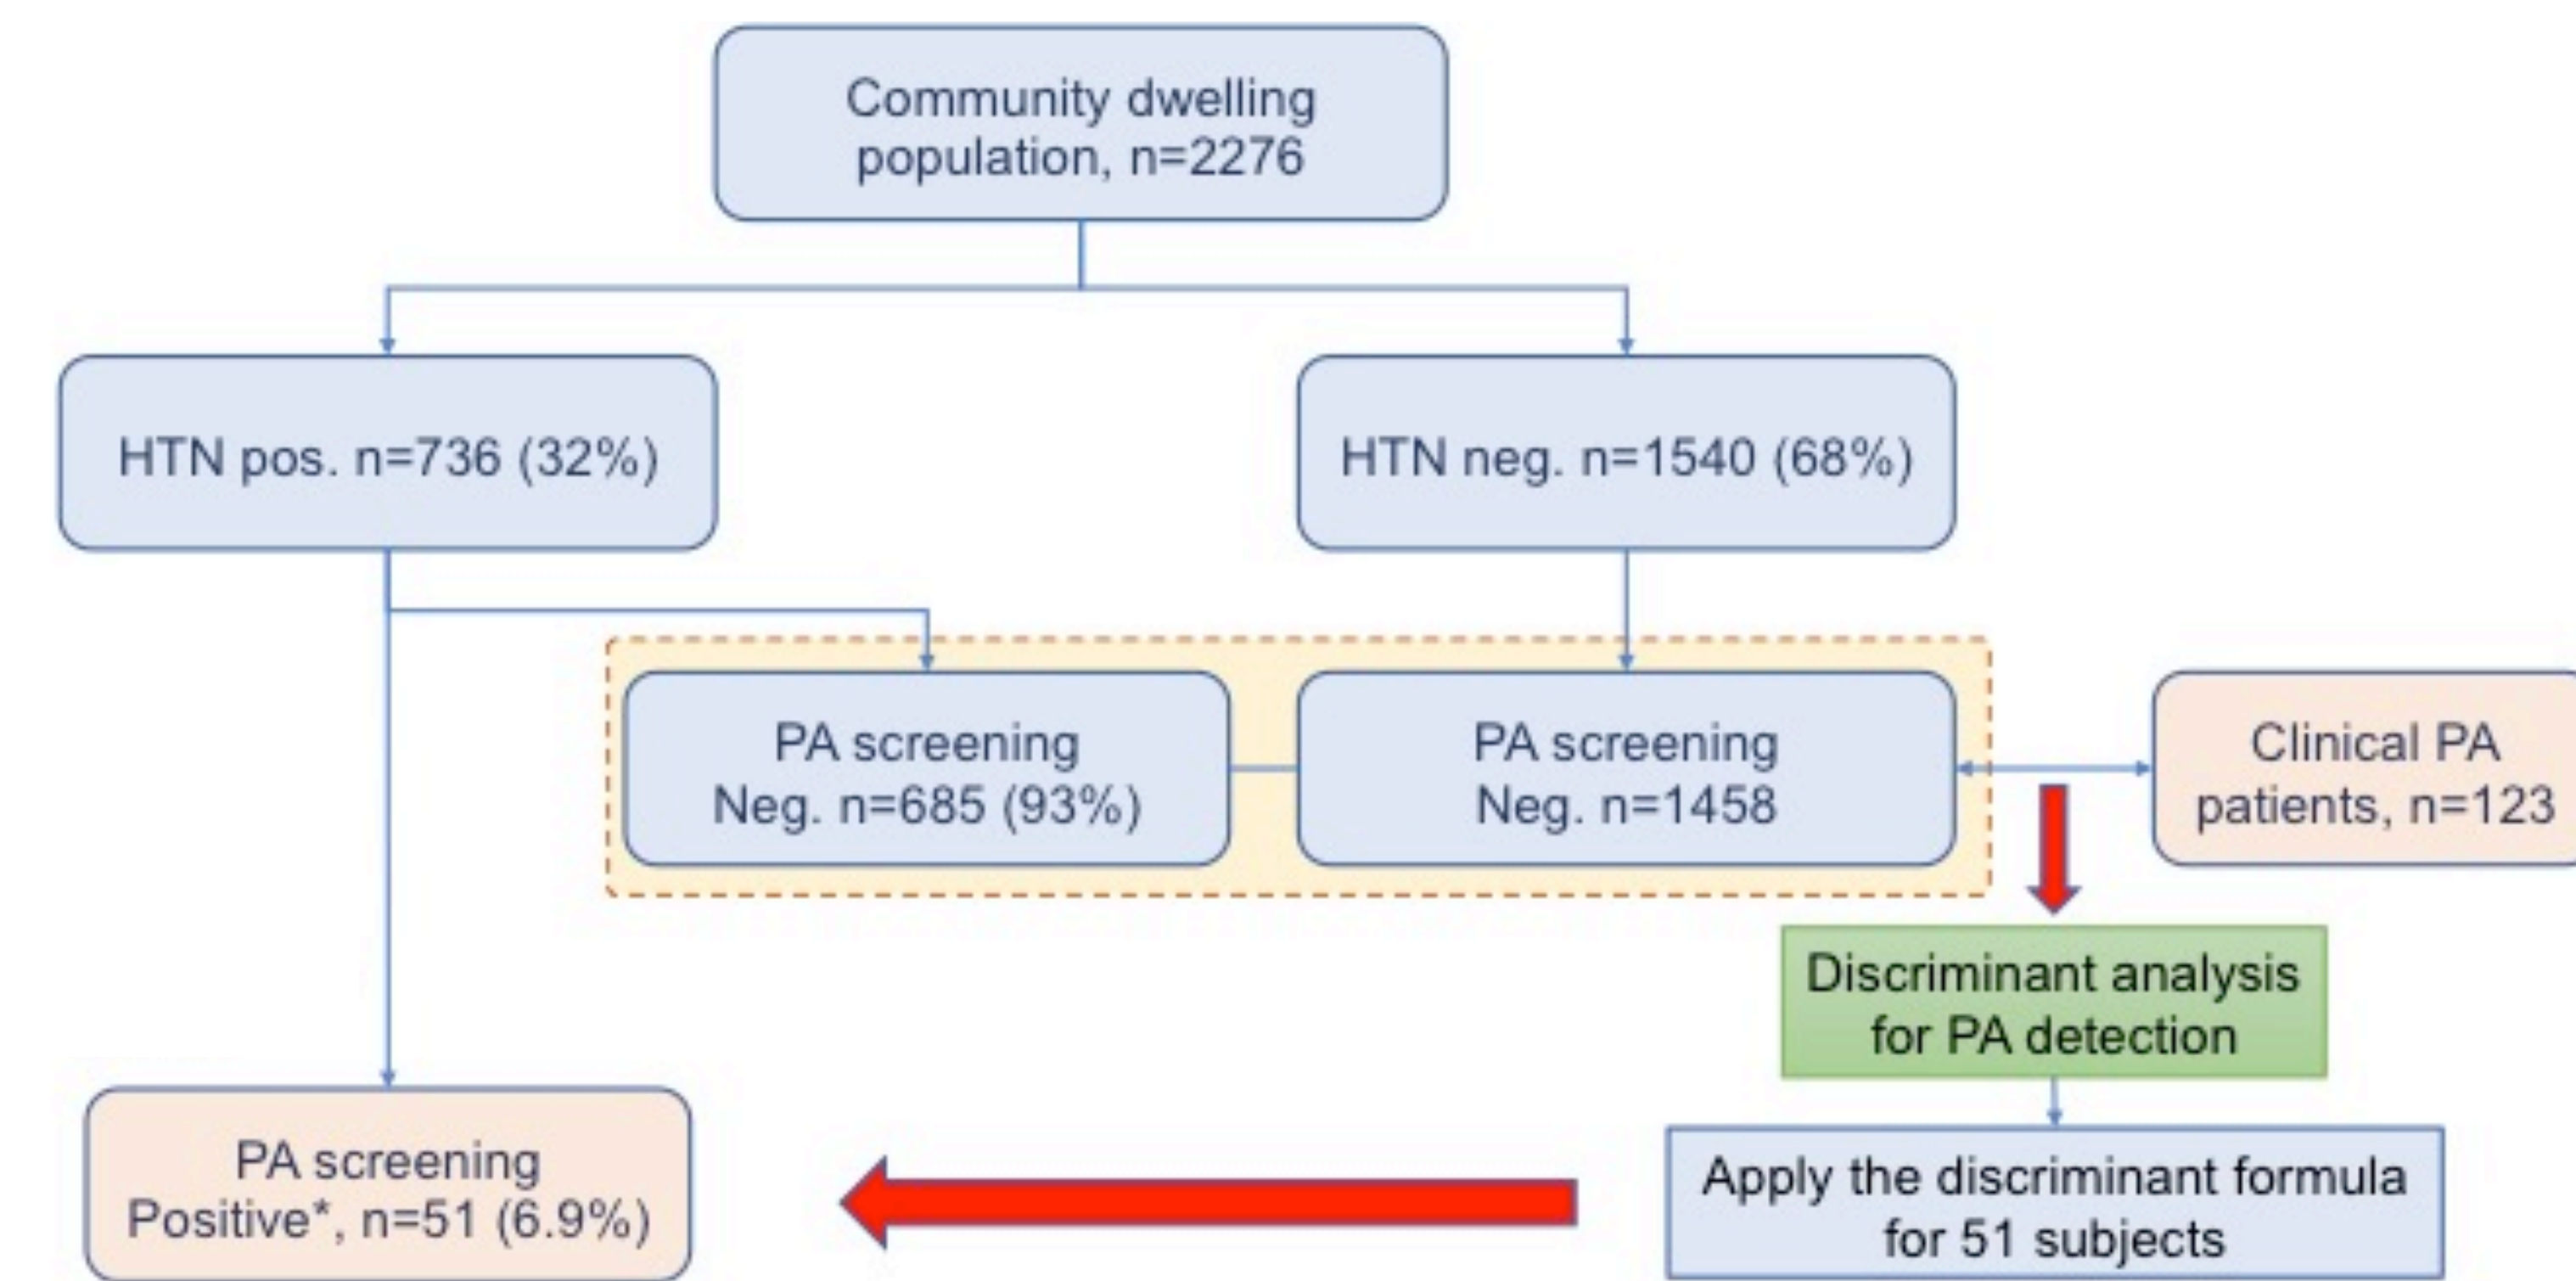 Community dwelling
population, n=2276
HTN pos. n=736 (32%)
HTN neg. n=1540 (68%)
PA screening
Neg. n=685 (93%)
PA screening
Neg. n=1458
Clinical PA
patients, n=123
Discriminant analysis
for PA detection
PA screening
Positive*, n=51 (6.9%)
Apply the discriminant formula
for 51 subjects